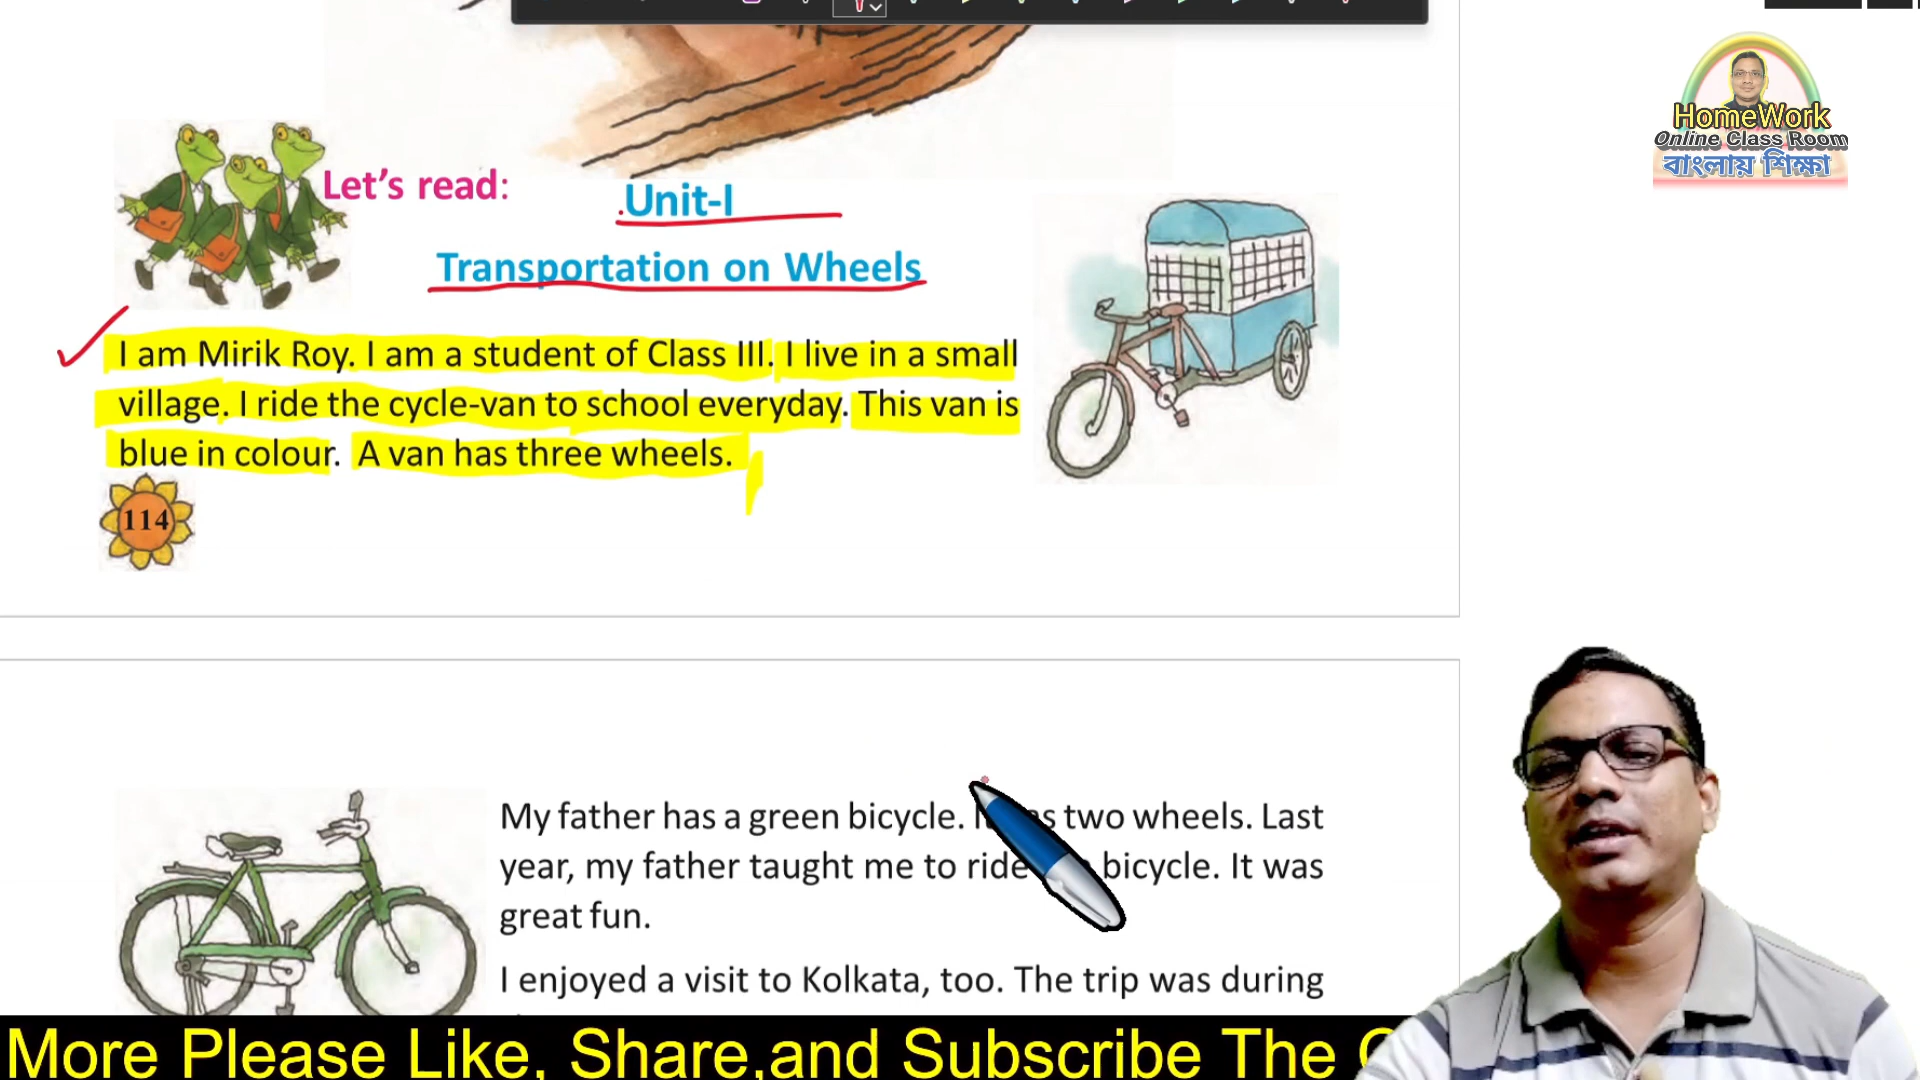 HomeWork
Online Class Room
বাংলায় শিক্ষা
Let's read:
Unit-I
Transportation on Wheels
I am Mirik Roy. I am a student of Class III. I live in a small
village. I ride the cycle-van to school everyday. This van is
blue in colour. A van has three wheels.
114
My father has a green bicycle. two wheels. Last
year, my father taught me to ride bicycle. It was
great fun.
I enjoyed a visit to Kolkata, too. The trip was during
More Please Like, Share,and Subscribe The